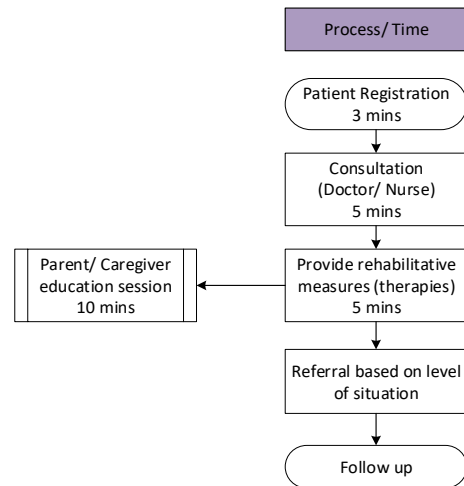 Process/ Time
Patient Registration
3 mins
Consultation
(Doctor/ Nurse)
5 mins
Parent/ Caregiver
education session
10 mins
Provide rehabilitative
measures (therapies)
5 mins
Referral based on level
of situation
Follow up